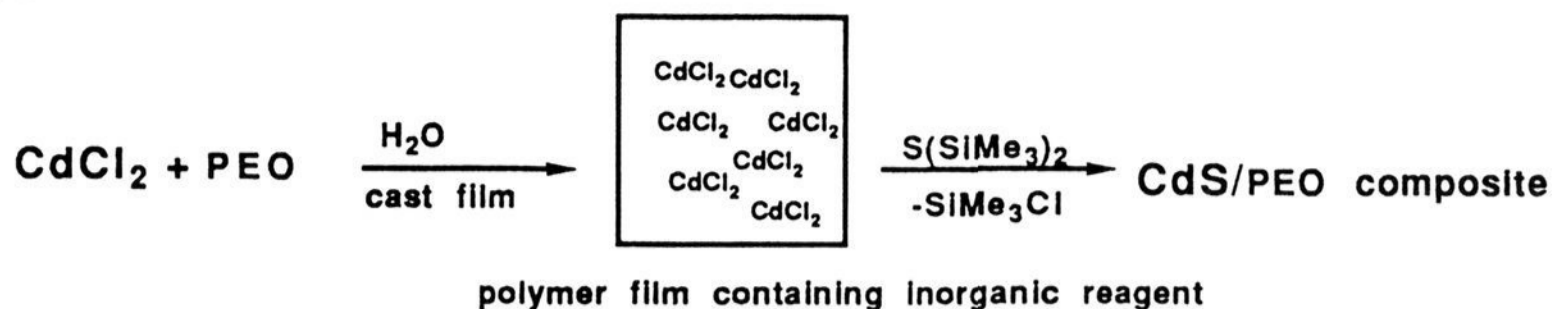 CdCl₂ + PEO
H₂O
cast film
CdCl₂ CdCl₂
CdCl₂ CdCl₂
CdCl₂
CdCl₂
CdCl₂
S(SiMe₃)₂
-SiMe₃Cl
CdS/PEO composite
polymer film containing inorganic reagent